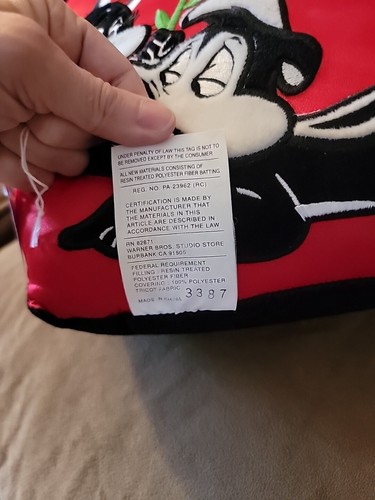 UNDER PENALTY OF LAW THIS TAG IS NOT TO
BE REMOVED EXCEPT BY THE CONSUMER
ALL NEW MATERIALS CONSISTING OF
RESIN TREATED POLYESTER FIBER BATTING
REG. NO. PA-23962 (RC)
CERTIFICATION IS MADE BY
THE MANUFACTURER THAT
THE MATERIALS IN THIS
ARTICLE ARE DESCRIBED IN
ACCORDANCE WITH THE LAW.
RN 82871
WARNER BROS. STUDIO STORE
BURBANK CA 91505
FEDERAL REQUIREMENT
FILLING: RESIN TREATED
POLYESTER FIBER
COVERING: 100% POLYESTER
TRICOT FABRIC
MADE IN 3387